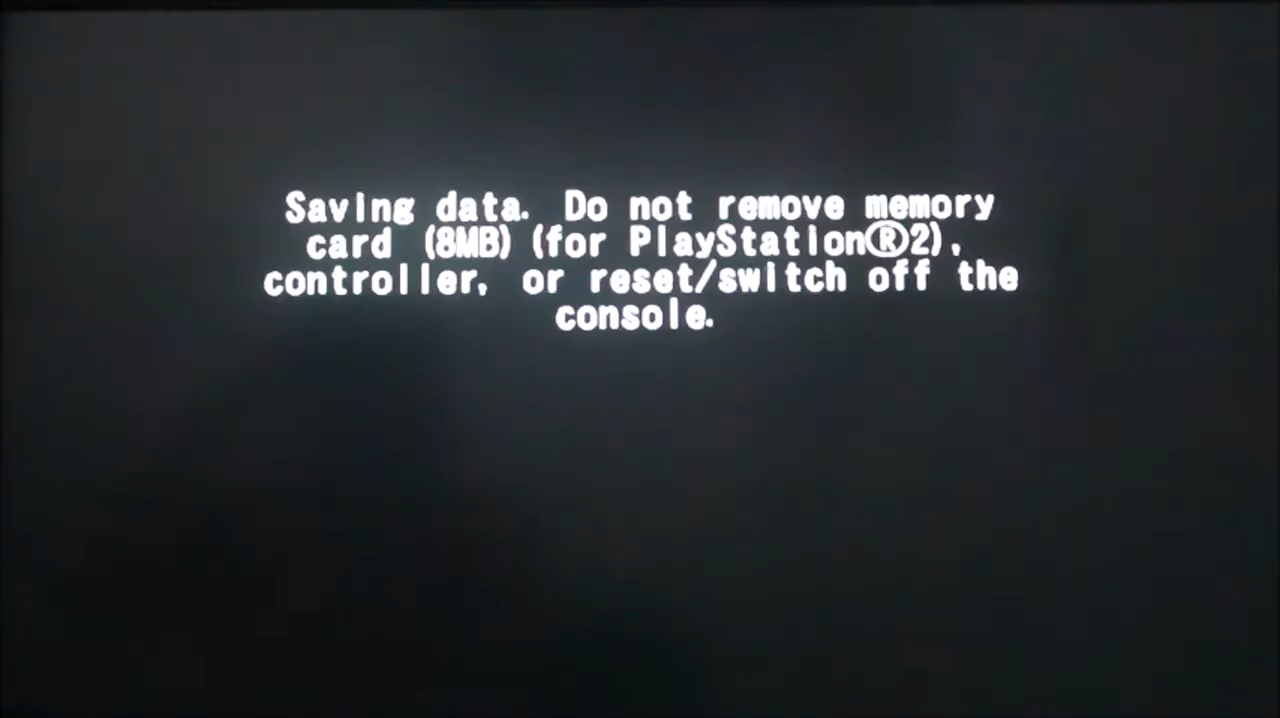 Saving data. Do not remove memory
card (8MB) (for PlayStation®2),
controller, or reset/switch off the
console.